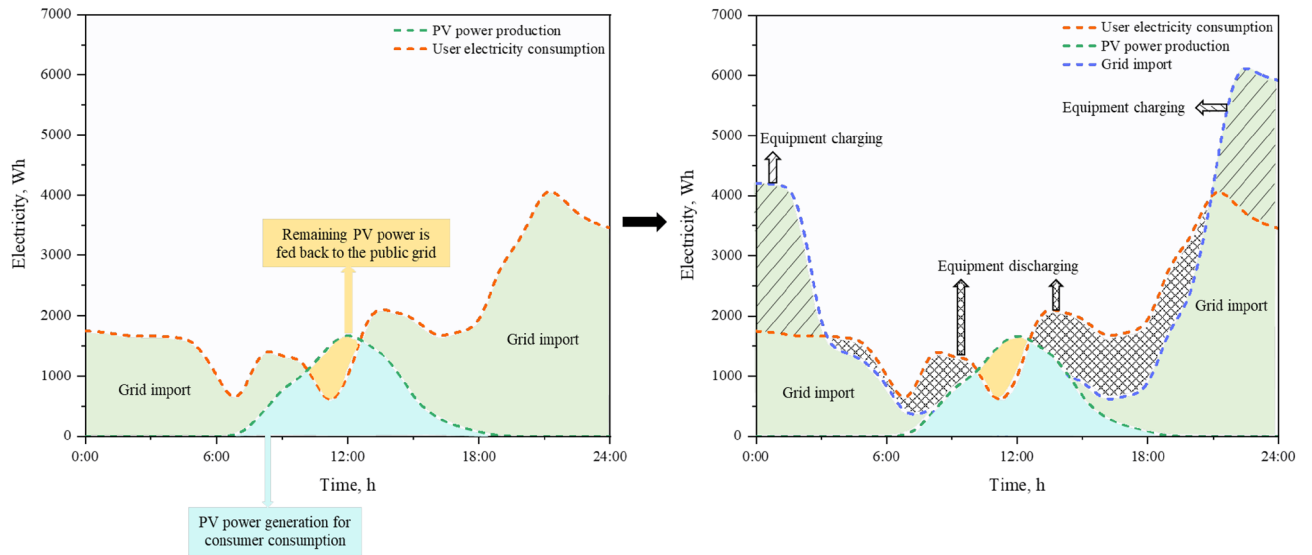 PV power production
User electricity consumption
7000
6000
5000
4000
3000
2000
1000
0
Electricity, Wh
Remaining PV power is
fed back to the public grid
Grid import
Grid import
0:00
6:00
12:00
18:00
24:00
Time, h
PV power generation for
consumer consumption
User electricity consumption
PV power production
Grid import
7000
6000
5000
4000
3000
2000
1000
0
Electricity, Wh
Equipment charging
Equipment charging
Equipment discharging
Grid import
Grid import
0:00
6:00
12:00
18:00
24:00
Time, h